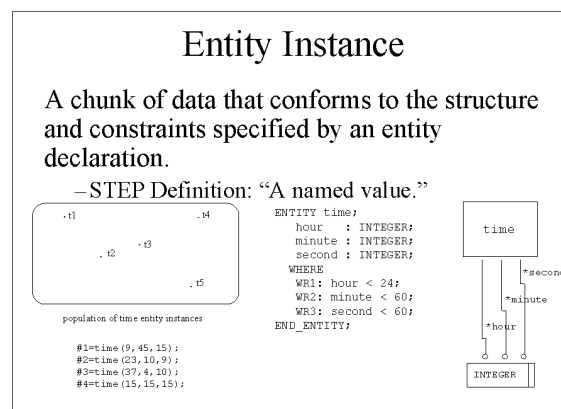 Entity Instance
A chunk of data that conforms to the structure
and constraints specified by an entity
declaration.
–STEP Definition: “A named value.”
t1
t4
t3
t2
t5
population of time entity instances
#1=time(9,45,15);
#2=time(23,10,9);
#3=time(37,4,10);
#4=time(15,15,15);
ENTITY time;
hour : INTEGER;
minute : INTEGER;
second : INTEGER;
WHERE
WR1: hour < 24;
WR2: minute < 60;
WR3: second < 60;
END_ENTITY;
time
*second
*minute
*hour
INTEGER